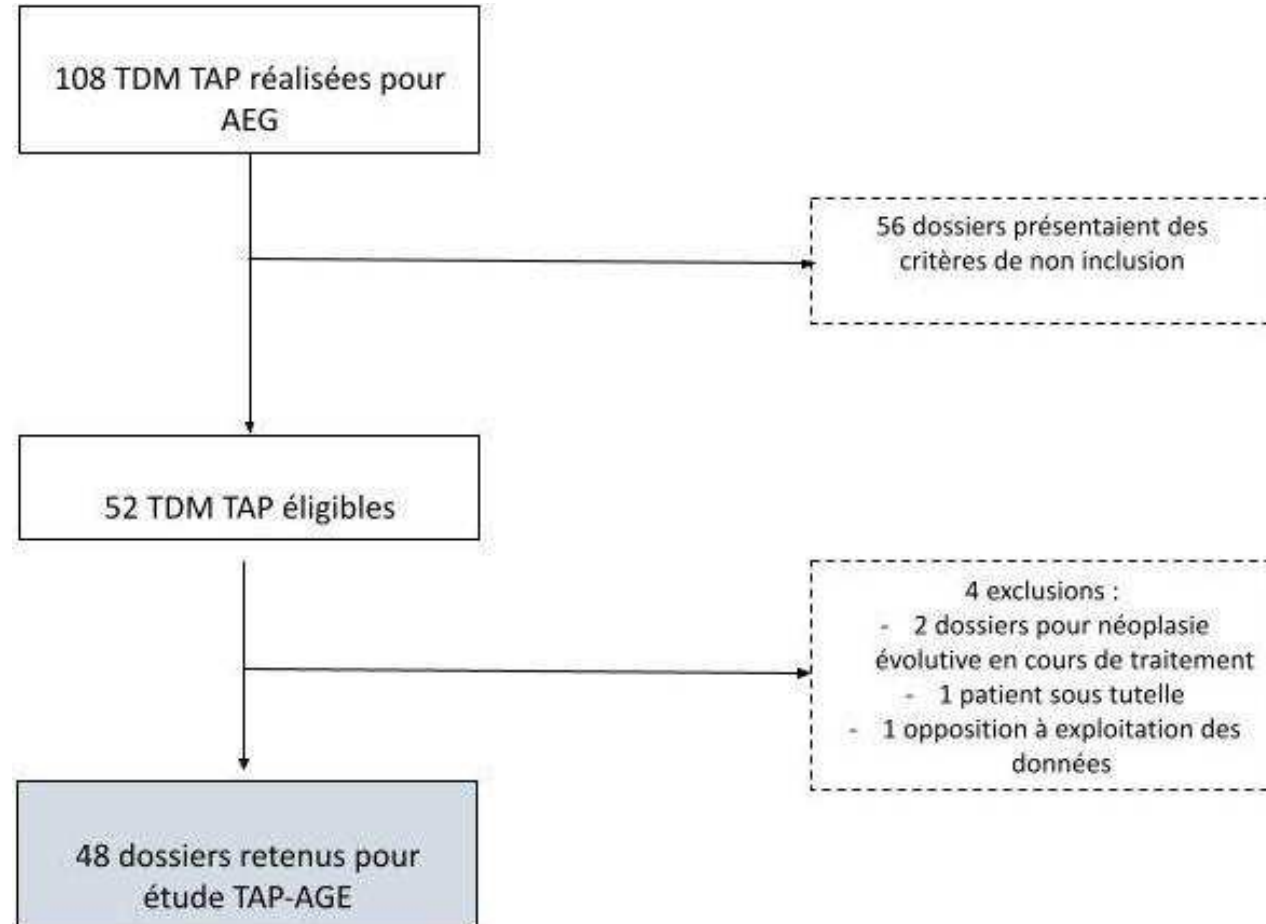 108 TDM TAP réalisées pour
AEG
56 dossiers présentaient des
critères de non inclusion
52 TDM TAP éligibles
4 exclusions :
- 2 dossiers pour néoplasie
évolutive en cours de traitement
- 1 patient sous tutelle
- 1 opposition à exploitation des
données
48 dossiers retenus pour
étude TAP-AGE